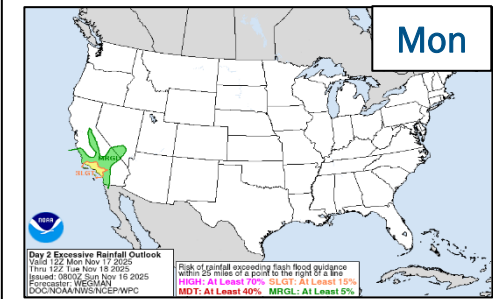 Mon
MRGL
SLGT
NOAA
Day 2 Excessive Rainfall Outlook
Valid 12Z Mon Nov 17 2025
Thru 12Z Tue Nov 18 2025
Issued: 0800Z Sun Nov 16 2025
Forecaster: WEGMAN
DOC/NOAA/NWS/NCEP/WPC
Risk of rainfall exceeding flash flood guidance
within 25 miles of a point to the right of a line
HIGH: At Least 70% SLGT: At Least 15%
MDT: At Least 40% MRGL: At Least 5%